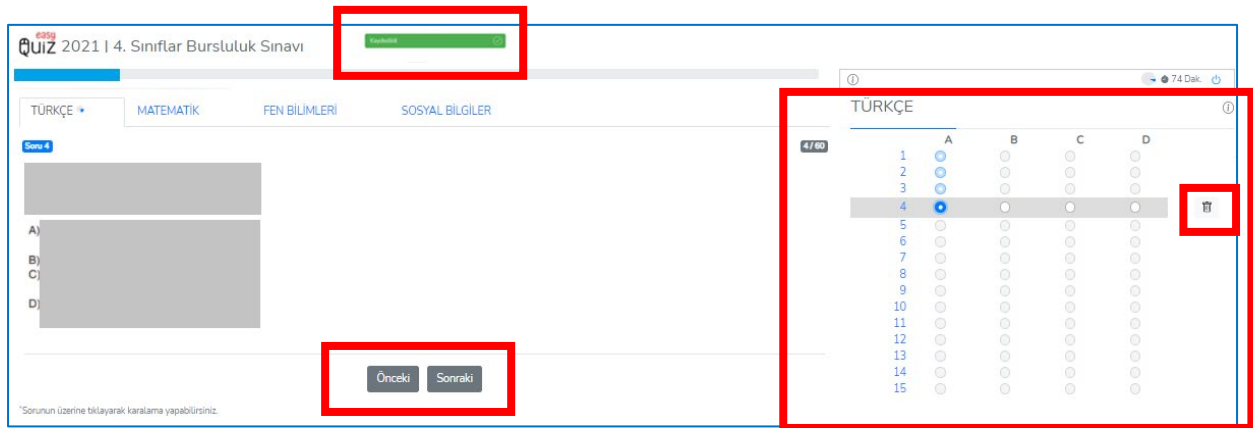 easy
Quiz 2021 | 4. Sınıflar Bursluluk Sınavı
Kaydedildi
74 Dak.
TÜRKÇE MATEMATİK FEN BİLİMLERİ SOSYAL BİLGİLER
Soru 4
4 / 60
A)
B)
C)
D)
Önceki Sonraki
*Sorunun üzerine tıklayarak karalama yapabilirsiniz.
TÜRKÇE
A B C D
1
2
3
4
5
6
7
8
9
10
11
12
13
14
15